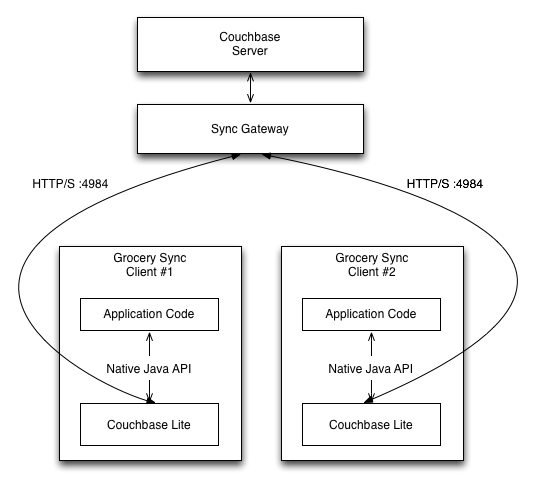 Couchbase
Server
Sync Gateway
HTTP/S :4984
HTTP/S :4984
Grocery Sync
Client #1
Application Code
Native Java API
Couchbase Lite
Grocery Sync
Client #2
Application Code
Native Java API
Couchbase Lite